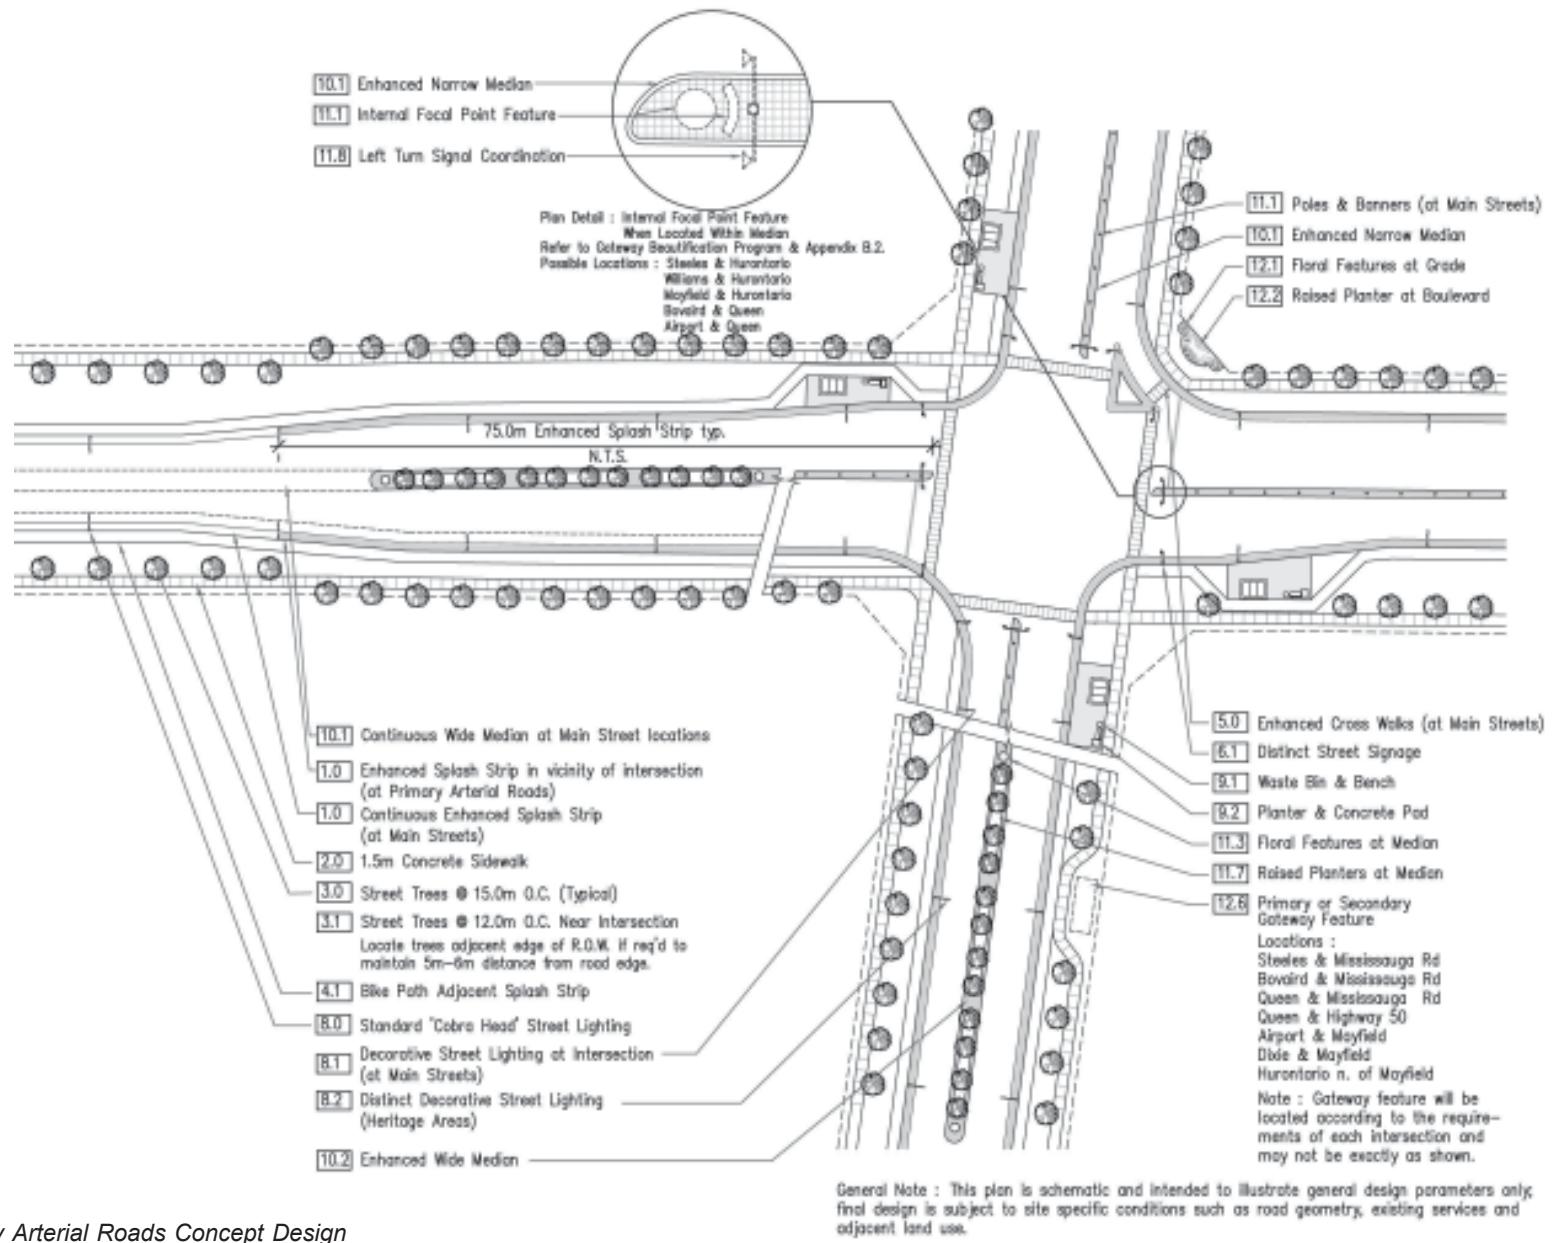 10.1 Enhanced Narrow Median
11.1 Internal Focal Point Feature
11.8 Left Turn Signal Coordination
Plan Detail : Internal Focal Point Feature
When Located Within Median
Refer to Gateway Beautification Program & Appendix B.2.
Possible Locations : Steeles & Hurontario
Williams & Hurontario
Mayfield & Hurontario
Bovaird & Queen
Airport & Queen
11.1 Poles & Banners (at Main Streets)
10.1 Enhanced Narrow Median
12.1 Floral Features at Grade
12.2 Raised Planter at Boulevard
75.0m Enhanced Splash Strip typ.
N.T.S.
10.1 Continuous Wide Median at Main Street locations
1.0 Enhanced Splash Strip in vicinity of intersection
(at Primary Arterial Roads)
1.0 Continuous Enhanced Splash Strip
(at Main Streets)
2.0 1.5m Concrete Sidewalk
3.0 Street Trees @ 15.0m O.C. (Typical)
3.1 Street Trees @ 12.0m O.C. Near Intersection
Locate trees adjacent edge of R.O.W. if req'd to
maintain 5m-6m distance from road edge.
4.1 Bike Path Adjacent Splash Strip
8.0 Standard "Cobra Head" Street Lighting
8.1 Decorative Street Lighting at Intersection
(at Main Streets)
8.2 Distinct Decorative Street Lighting
(Heritage Areas)
10.2 Enhanced Wide Median
5.0 Enhanced Cross Walks (at Main Streets)
6.1 Distinct Street Signage
9.1 Waste Bin & Bench
9.2 Planter & Concrete Pad
11.3 Floral Features at Median
11.7 Raised Planters at Median
12.6 Primary or Secondary
Gateway Feature
Locations :
Steeles & Mississauga Rd
Bovaird & Mississauga Rd
Queen & Mississauga Rd
Queen & Highway 50
Airport & Mayfield
Dixie & Mayfield
Hurontario n. of Mayfield
Note : Gateway feature will be
located according to the require-
ments of each intersection and
may not be exactly as shown.
General Note : This plan is schematic and intended to illustrate general design parameters only;
final design is subject to site specific conditions such as road geometry, existing services and
adjacent land use.
y Arterial Roads Concept Design